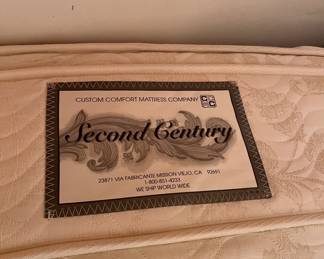 CUSTOM COMFORT MATTRESS COMPANY
Second Century
23871 VIA FABRICANTE MISSION VIEJO, CA 92691
1-800-851-4233
WE SHIP WORLD WIDE